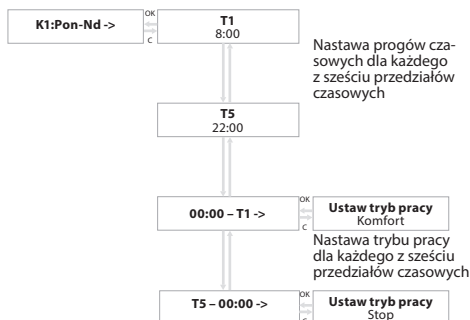 K1:Pon-Nd ->
OK
C
T1
8:00
Nastawa progów cza-
sowych dla każdego
z sześciu przedziałów
czasowych
T5
22:00
00:00 – T1 ->
OK
C
Ustaw tryb pracy
Komfort
Nastawa trybu pracy
dla każdego z sześciu
przedziałów czasowych
T5 – 00:00 ->
OK
C
Ustaw tryb pracy
Stop